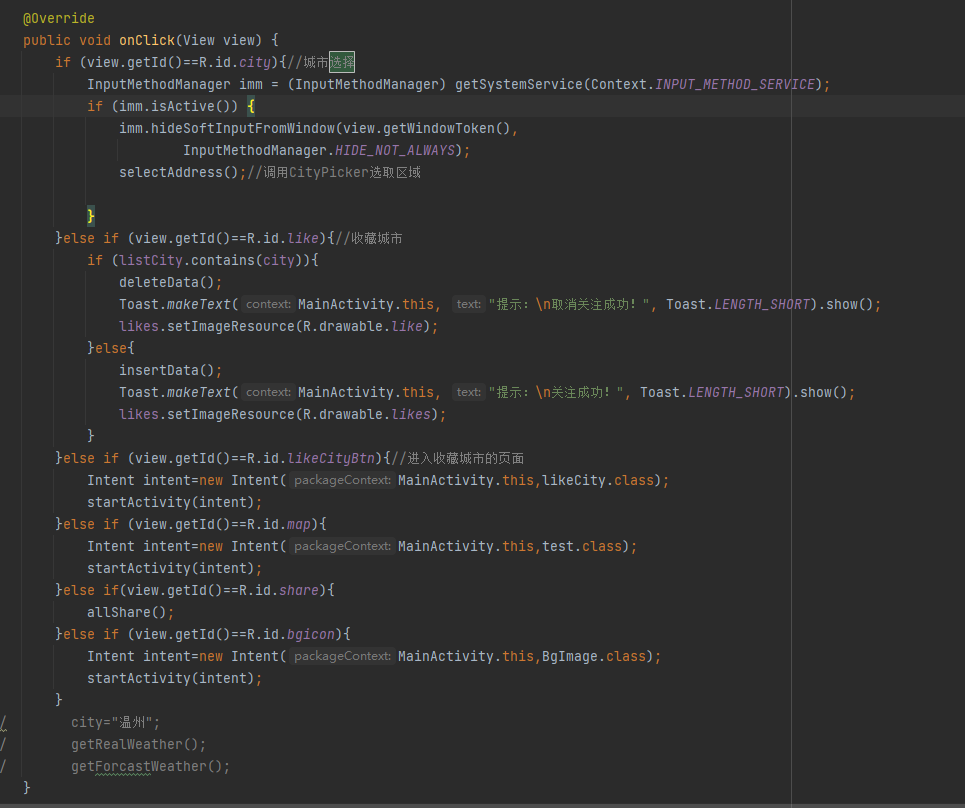 @Override
public void onClick(View view) {
if (view.getId()==R.id.city){//城市选择
InputMethodManager imm = (InputMethodManager) getSystemService(Context.INPUT_METHOD_SERVICE);
if (imm.isActive()) {
imm.hideSoftInputFromWindow(view.getWindowToken(),
InputMethodManager.HIDE_NOT_ALWAYS);
selectAddress();//调用CityPicker选取区域
}
}else if (view.getId()==R.id.like){//收藏城市
if (listCity.contains(city)){
deleteData();
Toast.makeText( context: MainActivity.this, text: "提示：\n取消关注成功！", Toast.LENGTH_SHORT).show();
likes.setImageResource(R.drawable.like);
}else{
insertData();
Toast.makeText( context: MainActivity.this, text: "提示：\n关注成功！", Toast.LENGTH_SHORT).show();
likes.setImageResource(R.drawable.likes);
}
}else if (view.getId()==R.id.likeCityBtn){//进入收藏城市的页面
Intent intent=new Intent( packageContext: MainActivity.this,likeCity.class);
startActivity(intent);
}else if (view.getId()==R.id.map){
Intent intent=new Intent( packageContext: MainActivity.this,test.class);
startActivity(intent);
}else if(view.getId()==R.id.share){
allShare();
}else if (view.getId()==R.id.bgicon){
Intent intent=new Intent( packageContext: MainActivity.this,BgImage.class);
startActivity(intent);
}
/ city="温州";
/ getRealWeather();
/ getForcastWeather();
}